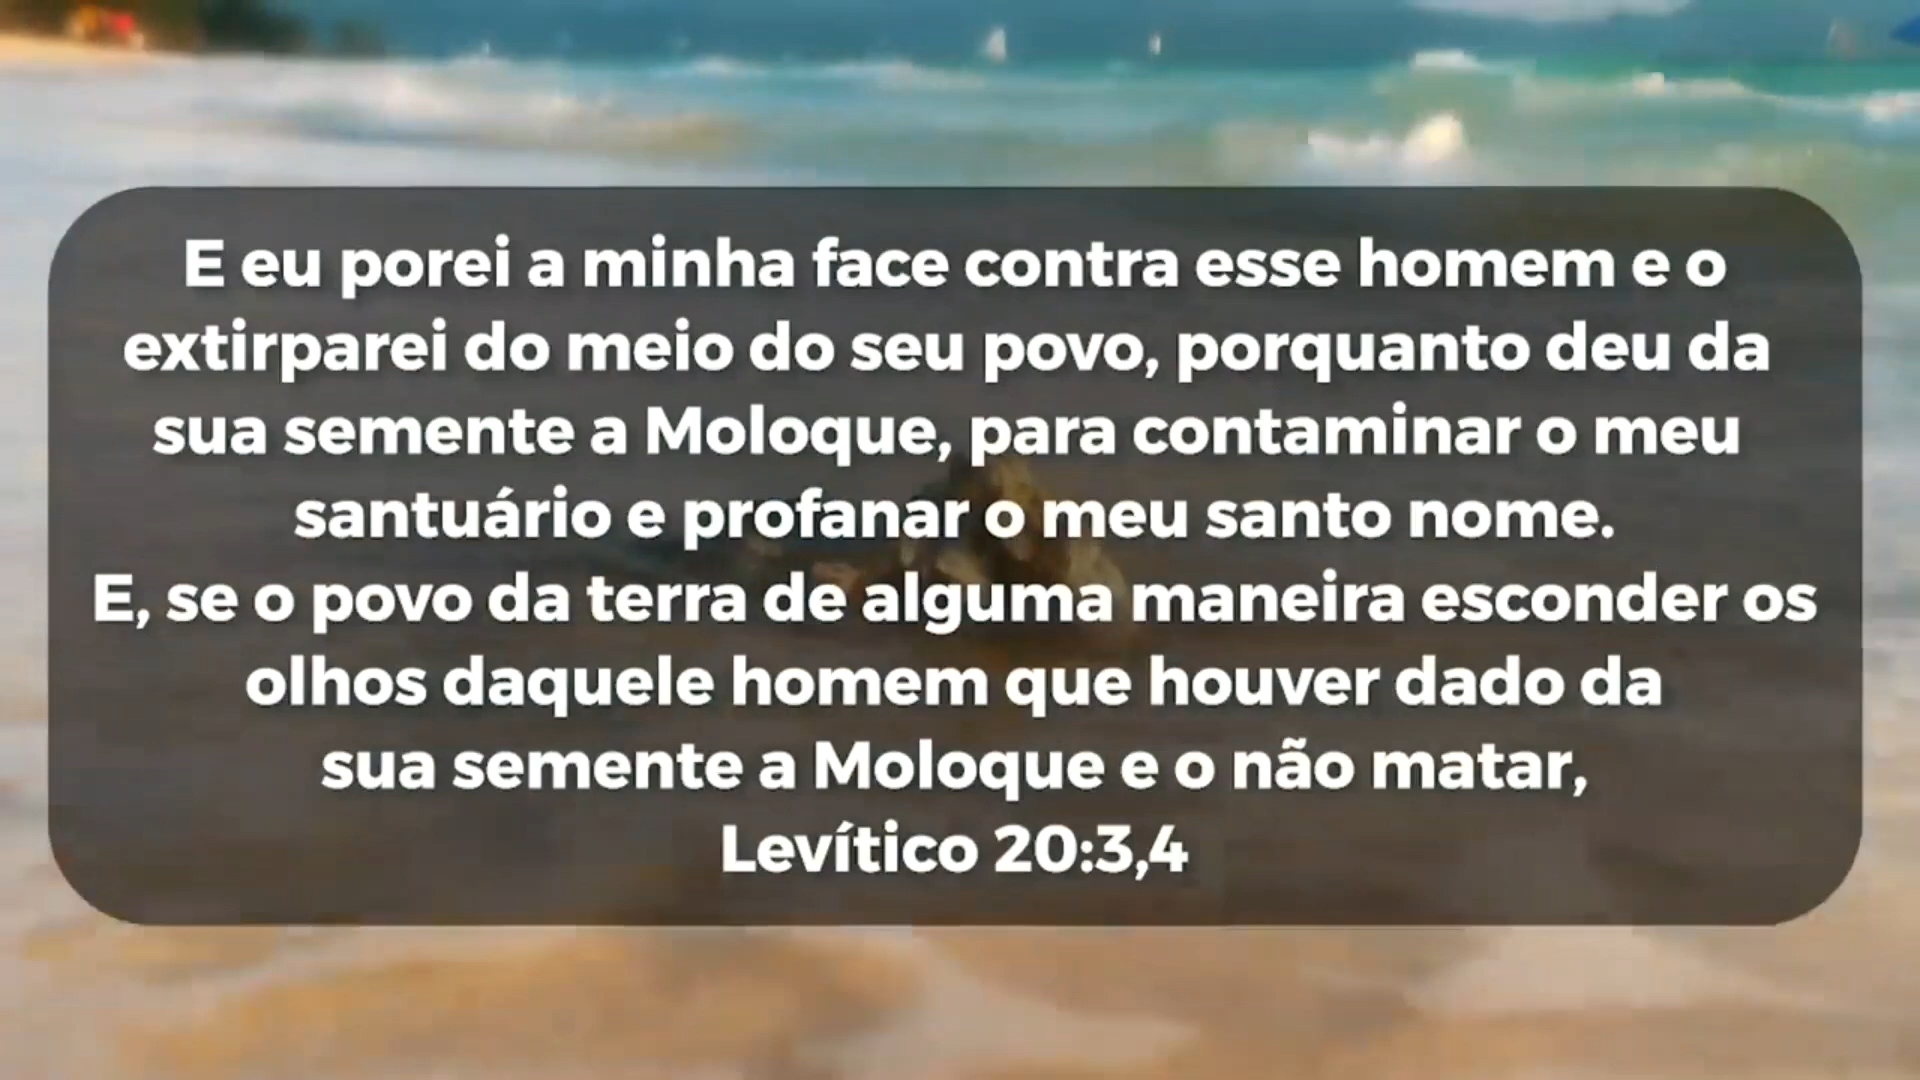 E eu porei a minha face contra esse homem e o
extirparei do meio do seu povo, porquanto deu da
sua semente a Moloque, para contaminar o meu
santuário e profanar o meu santo nome.
E, se o povo da terra de alguma maneira esconder os
olhos daquele homem que houver dado da
sua semente a Moloque e o não matar,
Levítico 20:3,4